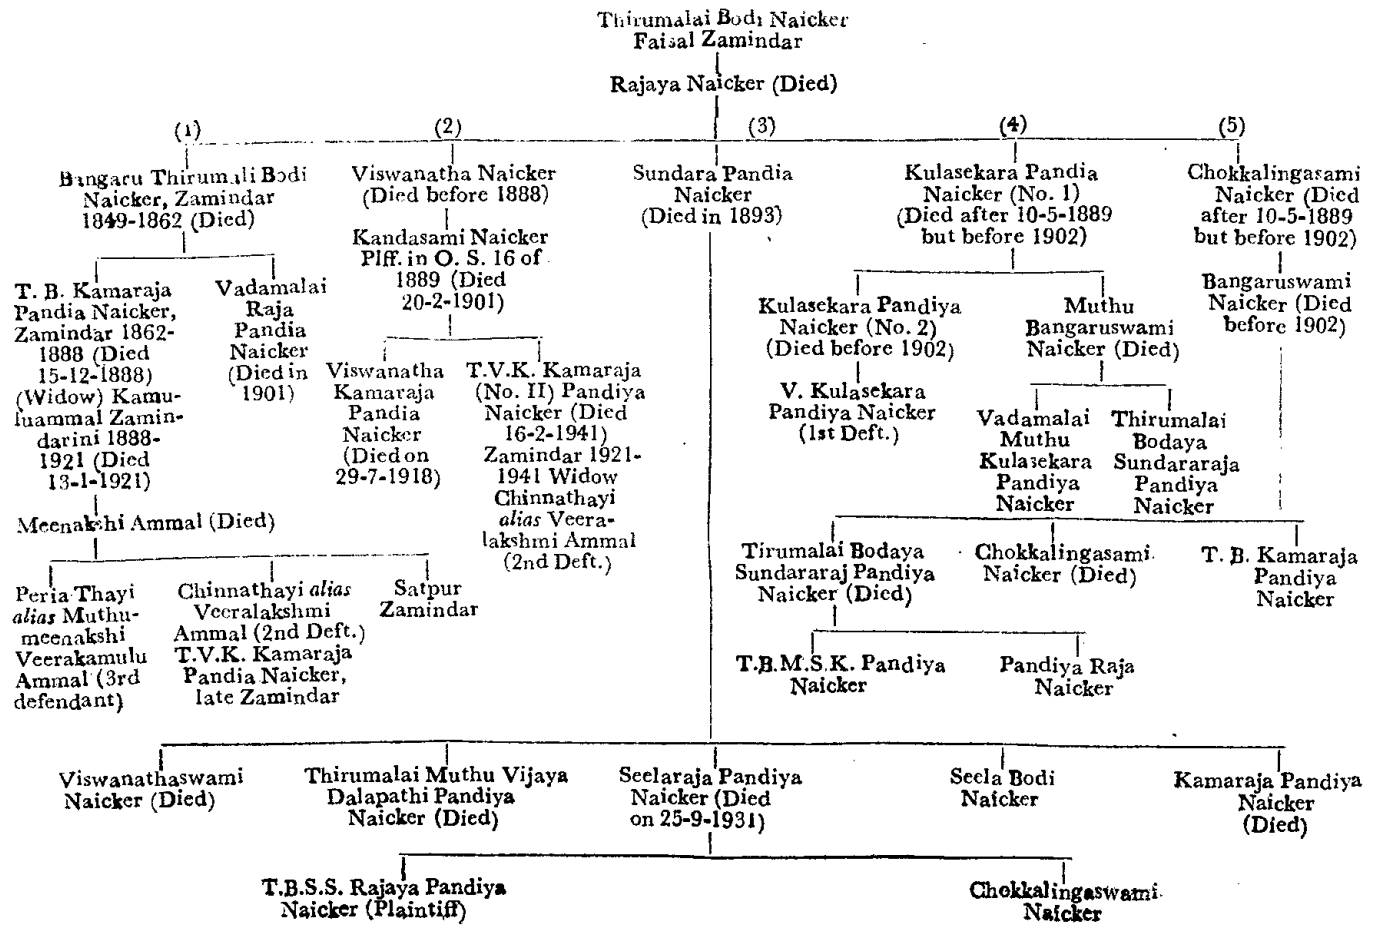 Thirumalai Bodi Naicker
Faisal Zamindar
Rajaya Naicker (Died)
(1)
(2)
(3)
(4)
(5)
Bangaru Thirumali Bodi
Naicker, Zamindar
1849-1862 (Died)
Viswanatha Naicker
(Died before 1888)
Sundara Pandia
Naicker
(Died in 1893)
Kulasekara Pandia
Naicker (No. 1)
(Died after 10-5-1889
but before 1902)
Chokkalingasami
Naicker (Died
after 10-5-1889
but before 1902)
Kandasami Naicker
Plff. in O. S. 16 of
1889 (Died
20-2-1901)
Bangaruswami
Naicker (Died
before 1902)
T. B. Kamaraja
Pandia Naicker,
Zamindar 1862-
1888 (Died
15-12-1888)
(Widow) Kamu-
luammal Zamin-
darini 1888-
1921 (Died
13-1-1921)
Vadamalai
Raja
Pandia
Naicker
(Died in
1901)
Viswanatha
Kamaraja
Pandia
Naicker
(Died on
29-7-1918)
T.V.K. Kamaraja
(No. II) Pandiya
Naicker (Died
16-2-1941)
Zamindar 1921-
1941 Widow
Chinnathayi
alias Veera-
lakshmi Ammal
(2nd Deft.)
Kulasekara Pandiya
Naicker (No. 2)
(Died before 1902)
Muthu
Bangaruswami
Naicker (Died)
V. Kulasekara
Pandiya Naicker
(1st Deft.)
Vadamalai
Muthu
Kulasekara
Pandiya
Naicker
Thirumalai
Bodaya
Sundararaja
Pandiya
Naicker
Meenakshi Ammal (Died)
Tirumalai Bodaya
Sundararaj Pandiya
Naicker (Died)
Chokkalingasami
Naicker (Died)
T. B. Kamaraja
Pandiya
Naicker
Peria Thayi
alias Muthu-
meenakshi
Veerakamulu
Ammal (3rd
defendant)
Chinnathayi alias
Veeralakshmi
Ammal (2nd Deft.)
T.V.K. Kamaraja
Pandia Naicker,
late Zamindar
Satpur
Zamindar
T.B.M.S.K. Pandiya
Naicker
Pandiya Raja
Naicker
Viswanathaswami
Naicker (Died)
Thirumalai Muthu Vijaya
Dalapathi Pandiya
Naicker (Died)
Seelaraja Pandiya
Naicker (Died
on 25-9-1931)
Seela Bodi
Naicker
Kamaraja Pandiya
Naicker
(Died)
T.B.S.S. Rajaya Pandiya
Naicker (Plaintiff)
Chokkalingaswami
Naicker